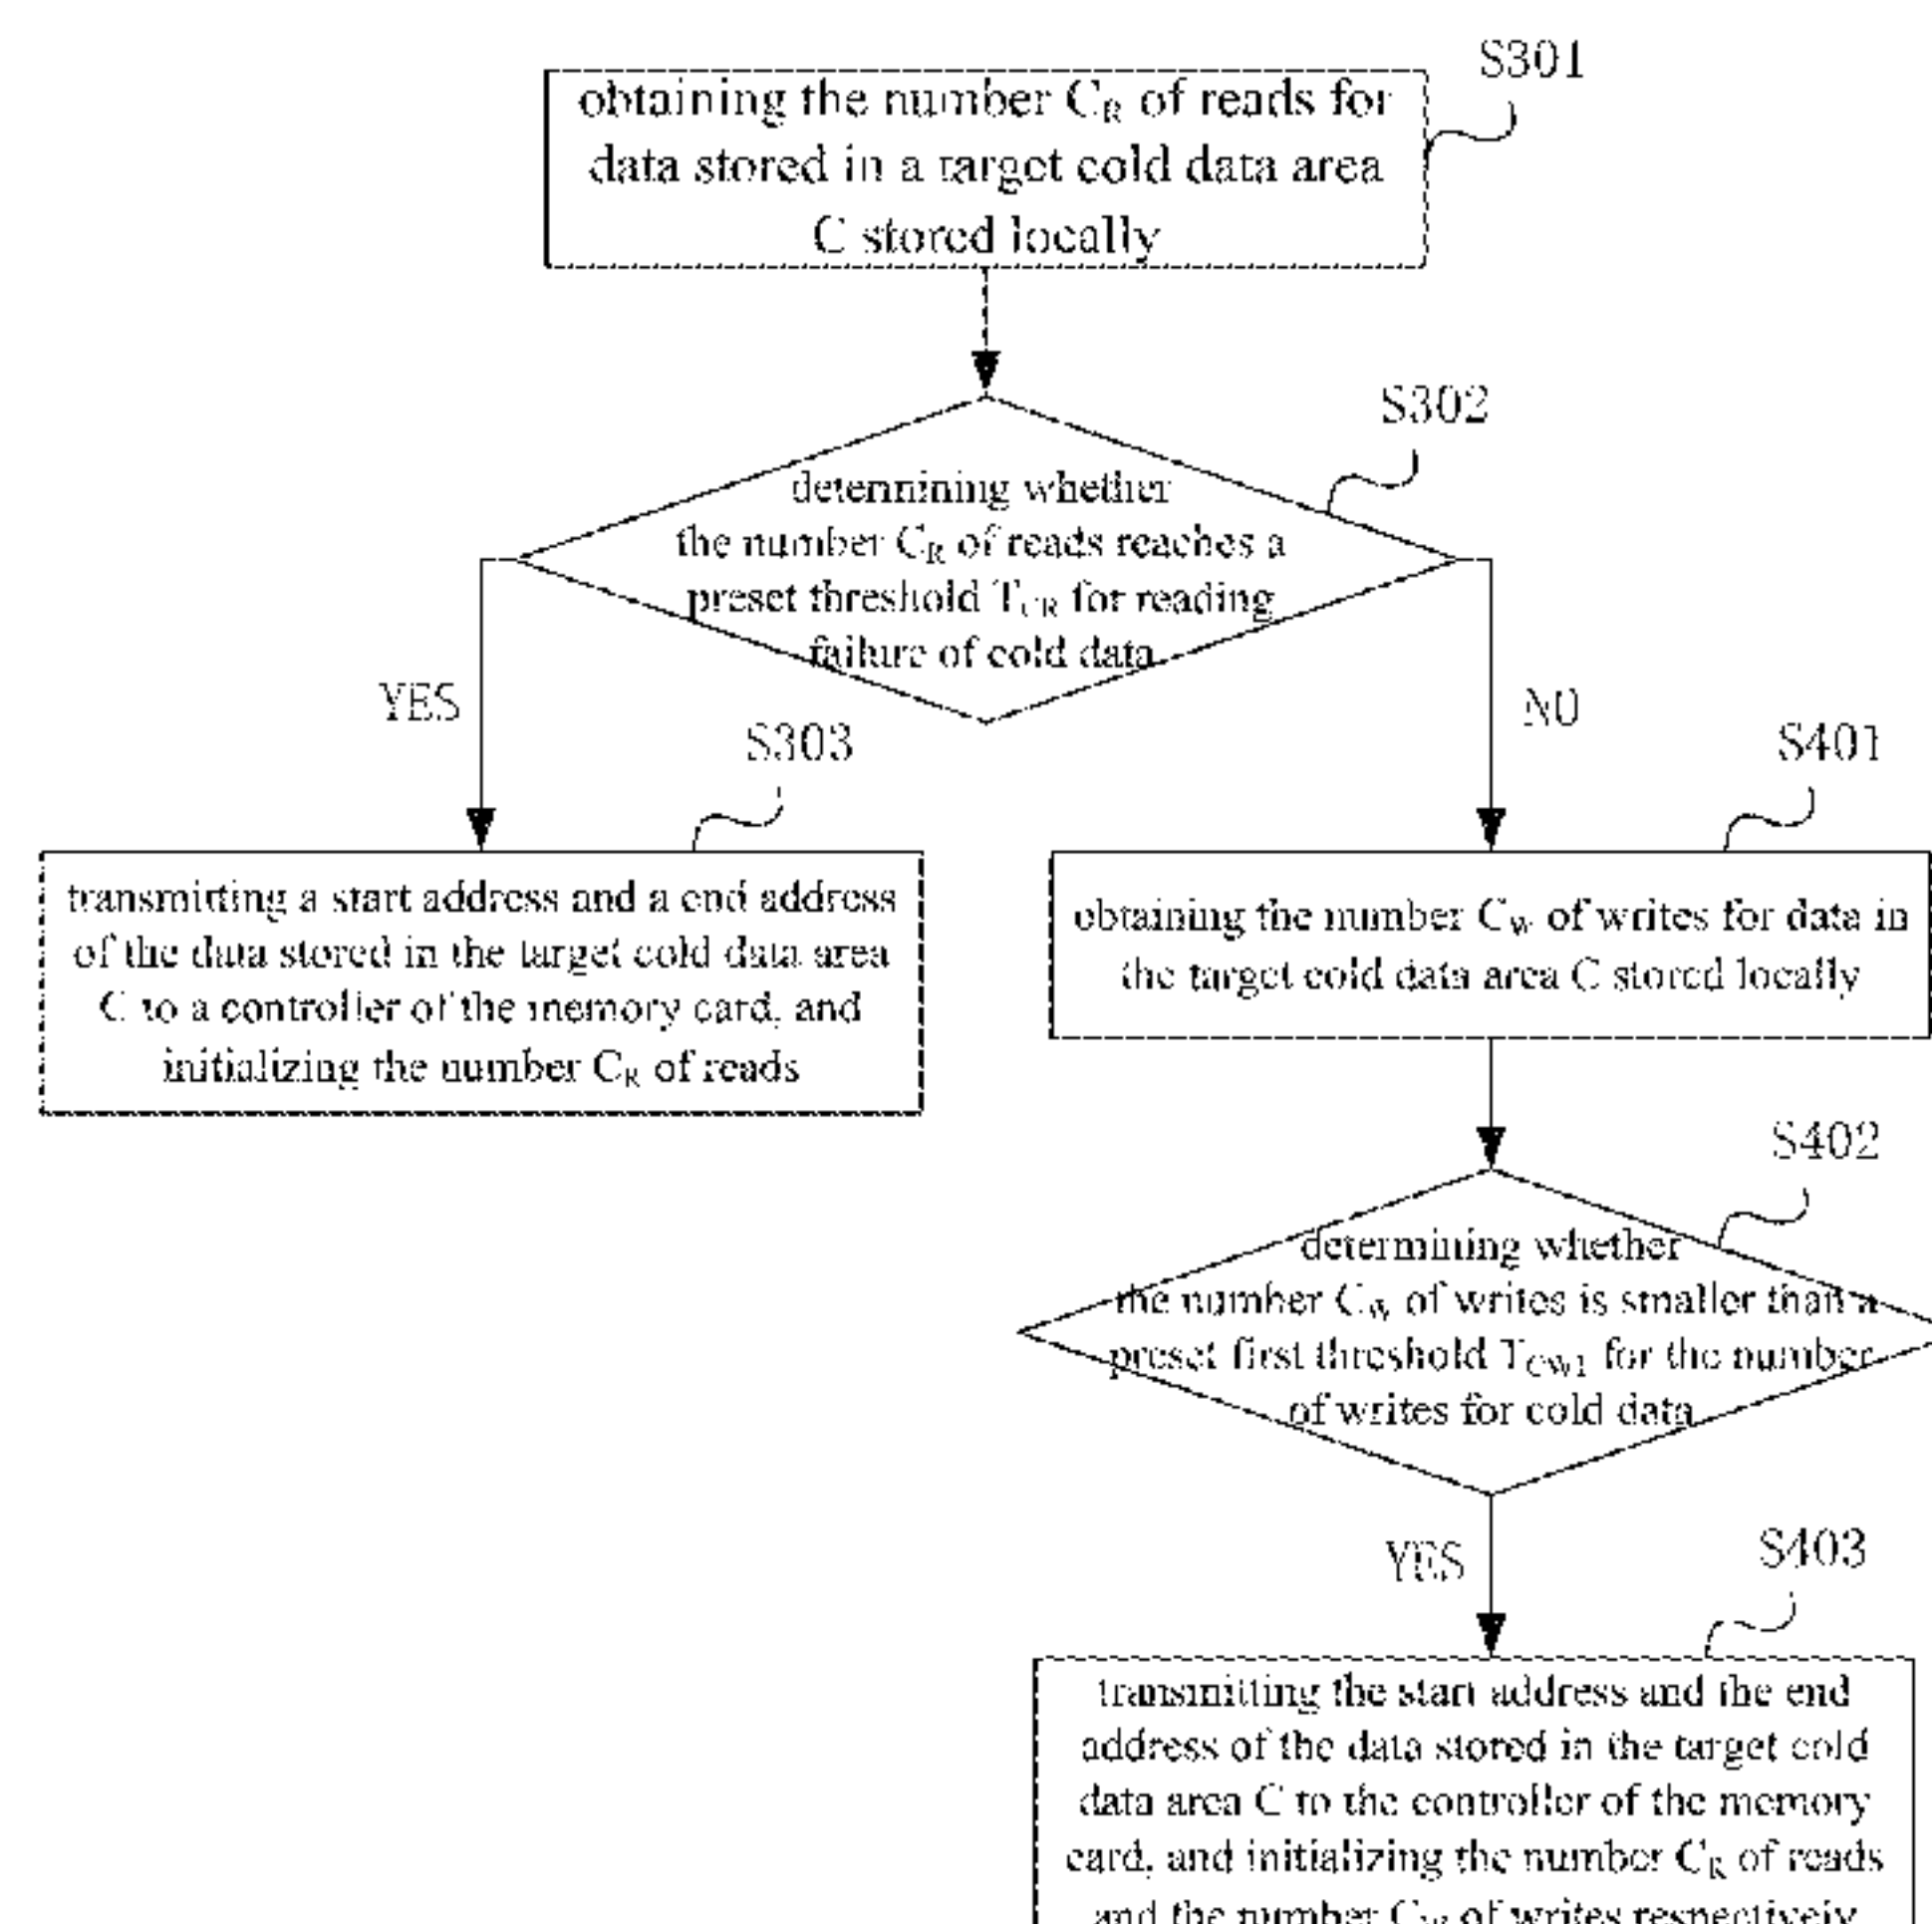 S301
obtaining the number CR of reads for
data stored in a target cold data area
C stored locally
S302
determining whether
the number CR of reads reaches a
preset threshold TCR for reading
failure of cold data
YES
NO
S303
transmitting a start address and a end address
of the data stored in the target cold data area
C to a controller of the memory card, and
initializing the number CR of reads
S401
obtaining the number CW of writes for data in
the target cold data area C stored locally
S402
determining whether
the number CW of writes is smaller than a
preset first threshold TCW1 for the number
of writes for cold data
YES
S403
transmitting the start address and the end
address of the data stored in the target cold
data area C to the controller of the memory
card, and initializing the number CR of reads
and the number CW of writes respectively